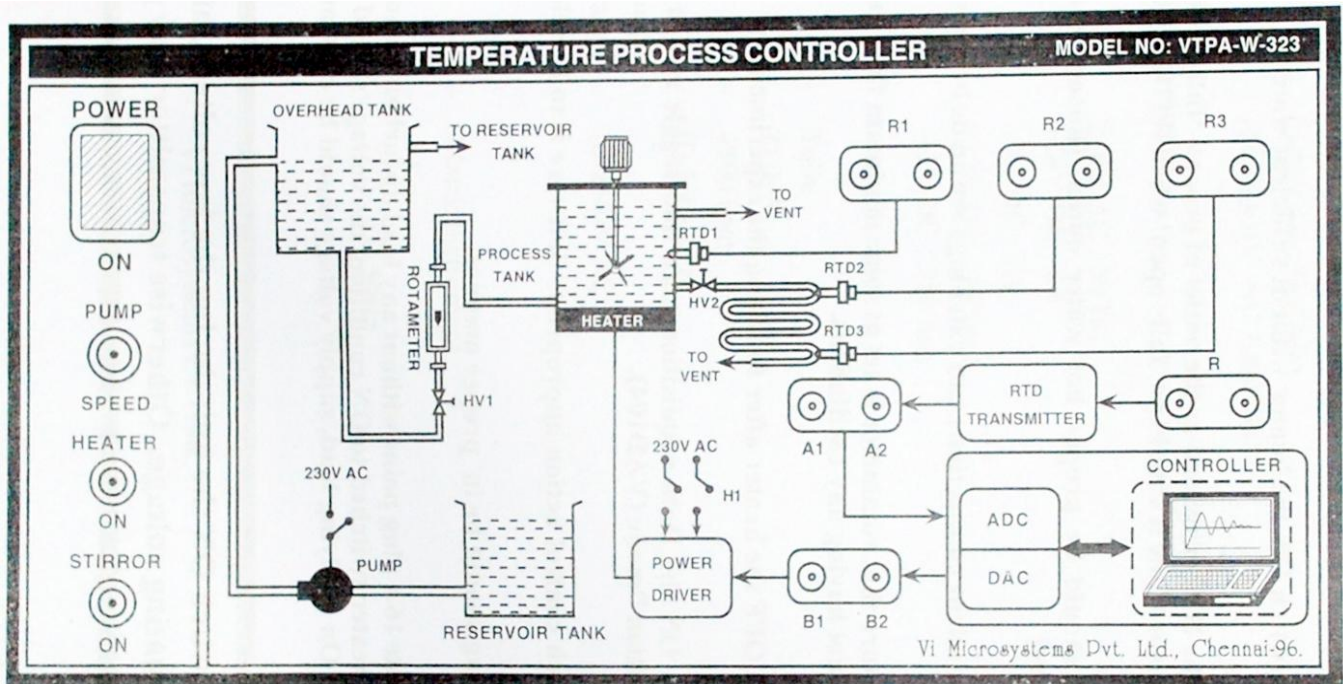 TEMPERATURE PROCESS CONTROLLER
MODEL NO: VTPA-W-323
POWER
ON
PUMP
SPEED
HEATER
ON
STIRROR
ON
OVERHEAD TANK
TO RESERVOIR
TANK
ROTAMETER
HV1
PROCESS
TANK
HEATER
TO
VENT
RTD1
HV2
RTD2
RTD3
TO
VENT
R1
R2
R3
R
RTD
TRANSMITTER
A1
A2
230V AC
PUMP
RESERVOIR TANK
230V AC
H1
POWER
DRIVER
B1
B2
ADC
DAC
CONTROLLER
Vi Microsystems Pvt. Ltd., Chennai-96.